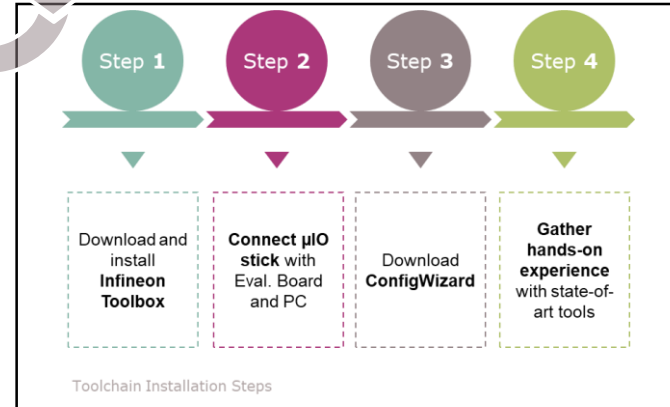 Step 1
Step 2
Step 3
Step 4
Download and
install
Infineon
Toolbox
Connect µIO
stick with
Eval. Board
and PC
Download
ConfigWizard
Gather
hands-on
experience
with state-of-
art tools
Toolchain Installation Steps